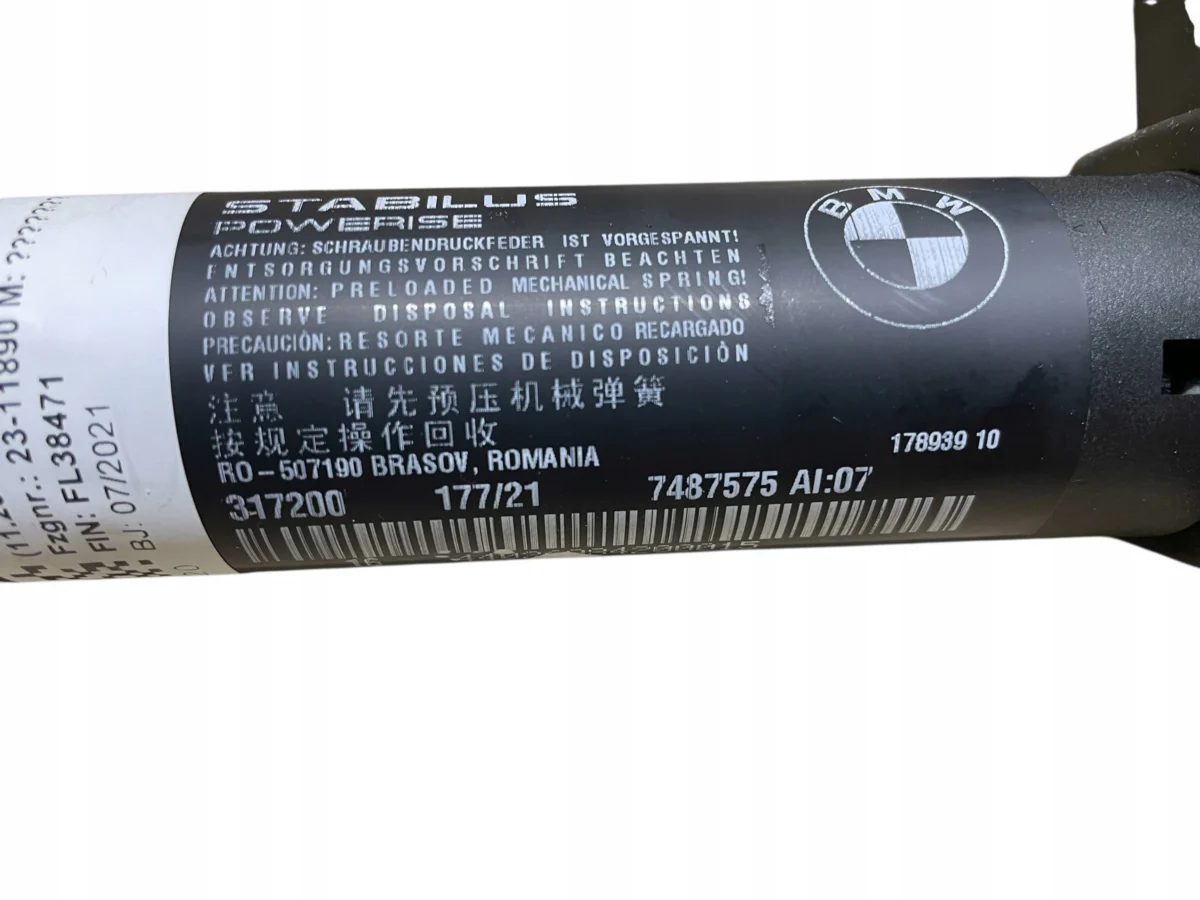 STABILUS
POWERISE
ACHTUNG: SCHRAUBENDRUCKFEDER IST VORGESPANNT!
ENTSORGUNGSVORSCHRIFT BEACHTEN
ATTENTION: PRELOADED MECHANICAL SPRING!
OBSERVE DISPOSAL INSTRUCTIONS
PRECAUCIÓN: RESORTE MECANICO RECARGADO
VER INSTRUCCIONES DE DISPOSICIÓN
注意 请先预压机械弹簧
按规定操作回收
RO-507190 BRASOV, ROMANIA
317200 177/21 7487575 AI:07
178939 10
BMW
Fzgnr.: 23-11890 M: ???????
FIN: FL38471
BJ: 07/2021